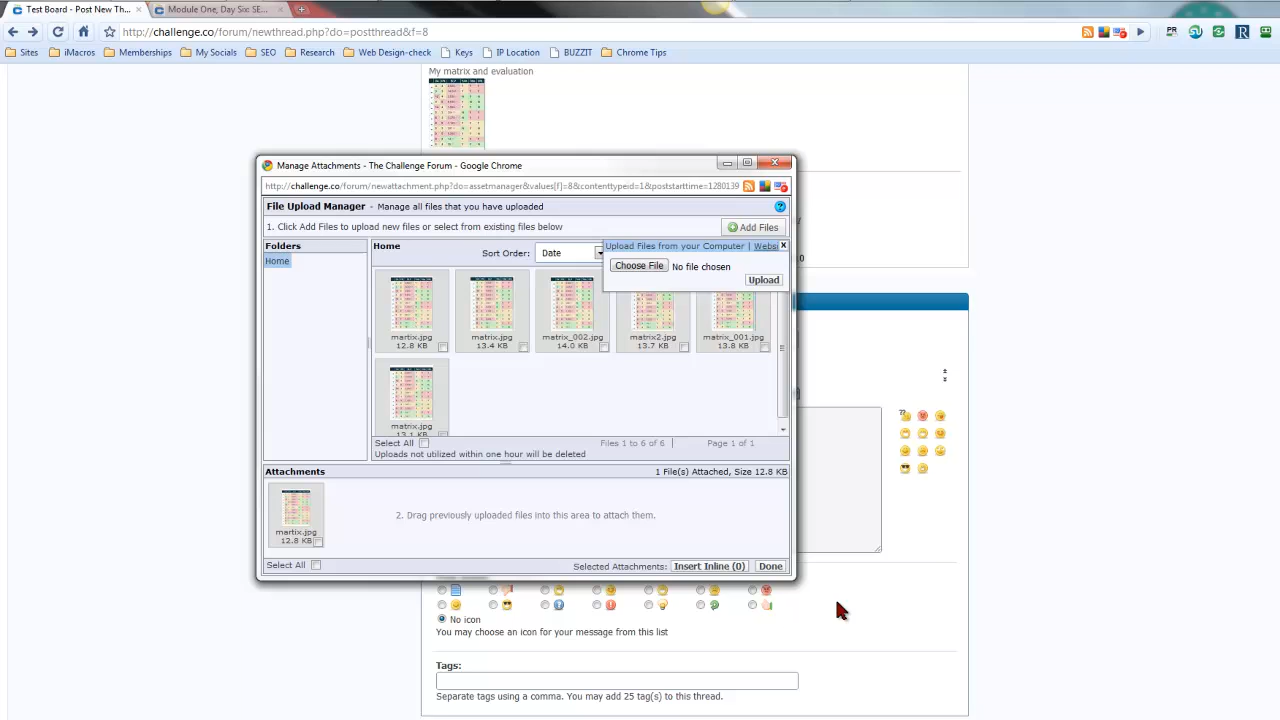 Test Board - Post New Th...
Module One, Day Six: SE...
http://challenge.co/forum/newthread.php?do=postthread&f=8
Sites iMacros Memberships My Socials SEO Research Web Design-check Keys IP Location BUZZIT Chrome Tips
My matrix and evaluation
Manage Attachments - The Challenge Forum - Google Chrome
http://challenge.co/forum/newattachment.php?do=assetmanager&values[f]=8&contenttypeid=1&poststarttime=1280139
File Upload Manager - Manage all files that you have uploaded
1. Click Add Files to upload new files or select from existing files below
Add Files
Folders
Home
Home
Sort Order: Date
Upload Files from your Computer | Websi
Choose File No file chosen
Upload
martix.jpg
12.8 KB
matrix.jpg
13.4 KB
matrix_002.jpg
14.0 KB
matrix2.jpg
13.7 KB
matrix_001.jpg
13.8 KB
matrix.jpg
13.1 KB
Select All
Files 1 to 6 of 6
Page 1 of 1
Uploads not utilized within one hour will be deleted
Attachments
1 File(s) Attached, Size 12.8 KB
martix.jpg
12.8 KB
2. Drag previously uploaded files into this area to attach them.
Select All
Selected Attachments: Insert Inline (0) Done
No icon
You may choose an icon for your message from this list
Tags:
Separate tags using a comma. You may add 25 tag(s) to this thread.